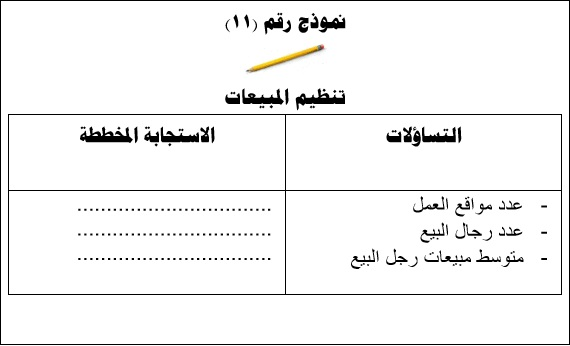 نموذج رقم (١١)
تنظيم المبيعات
التساؤلات
الاستجابة المخططة
- عدد مواقع العمل
.................................
- عدد رجال البيع
.................................
- متوسط مبيعات رجل البيع
.................................